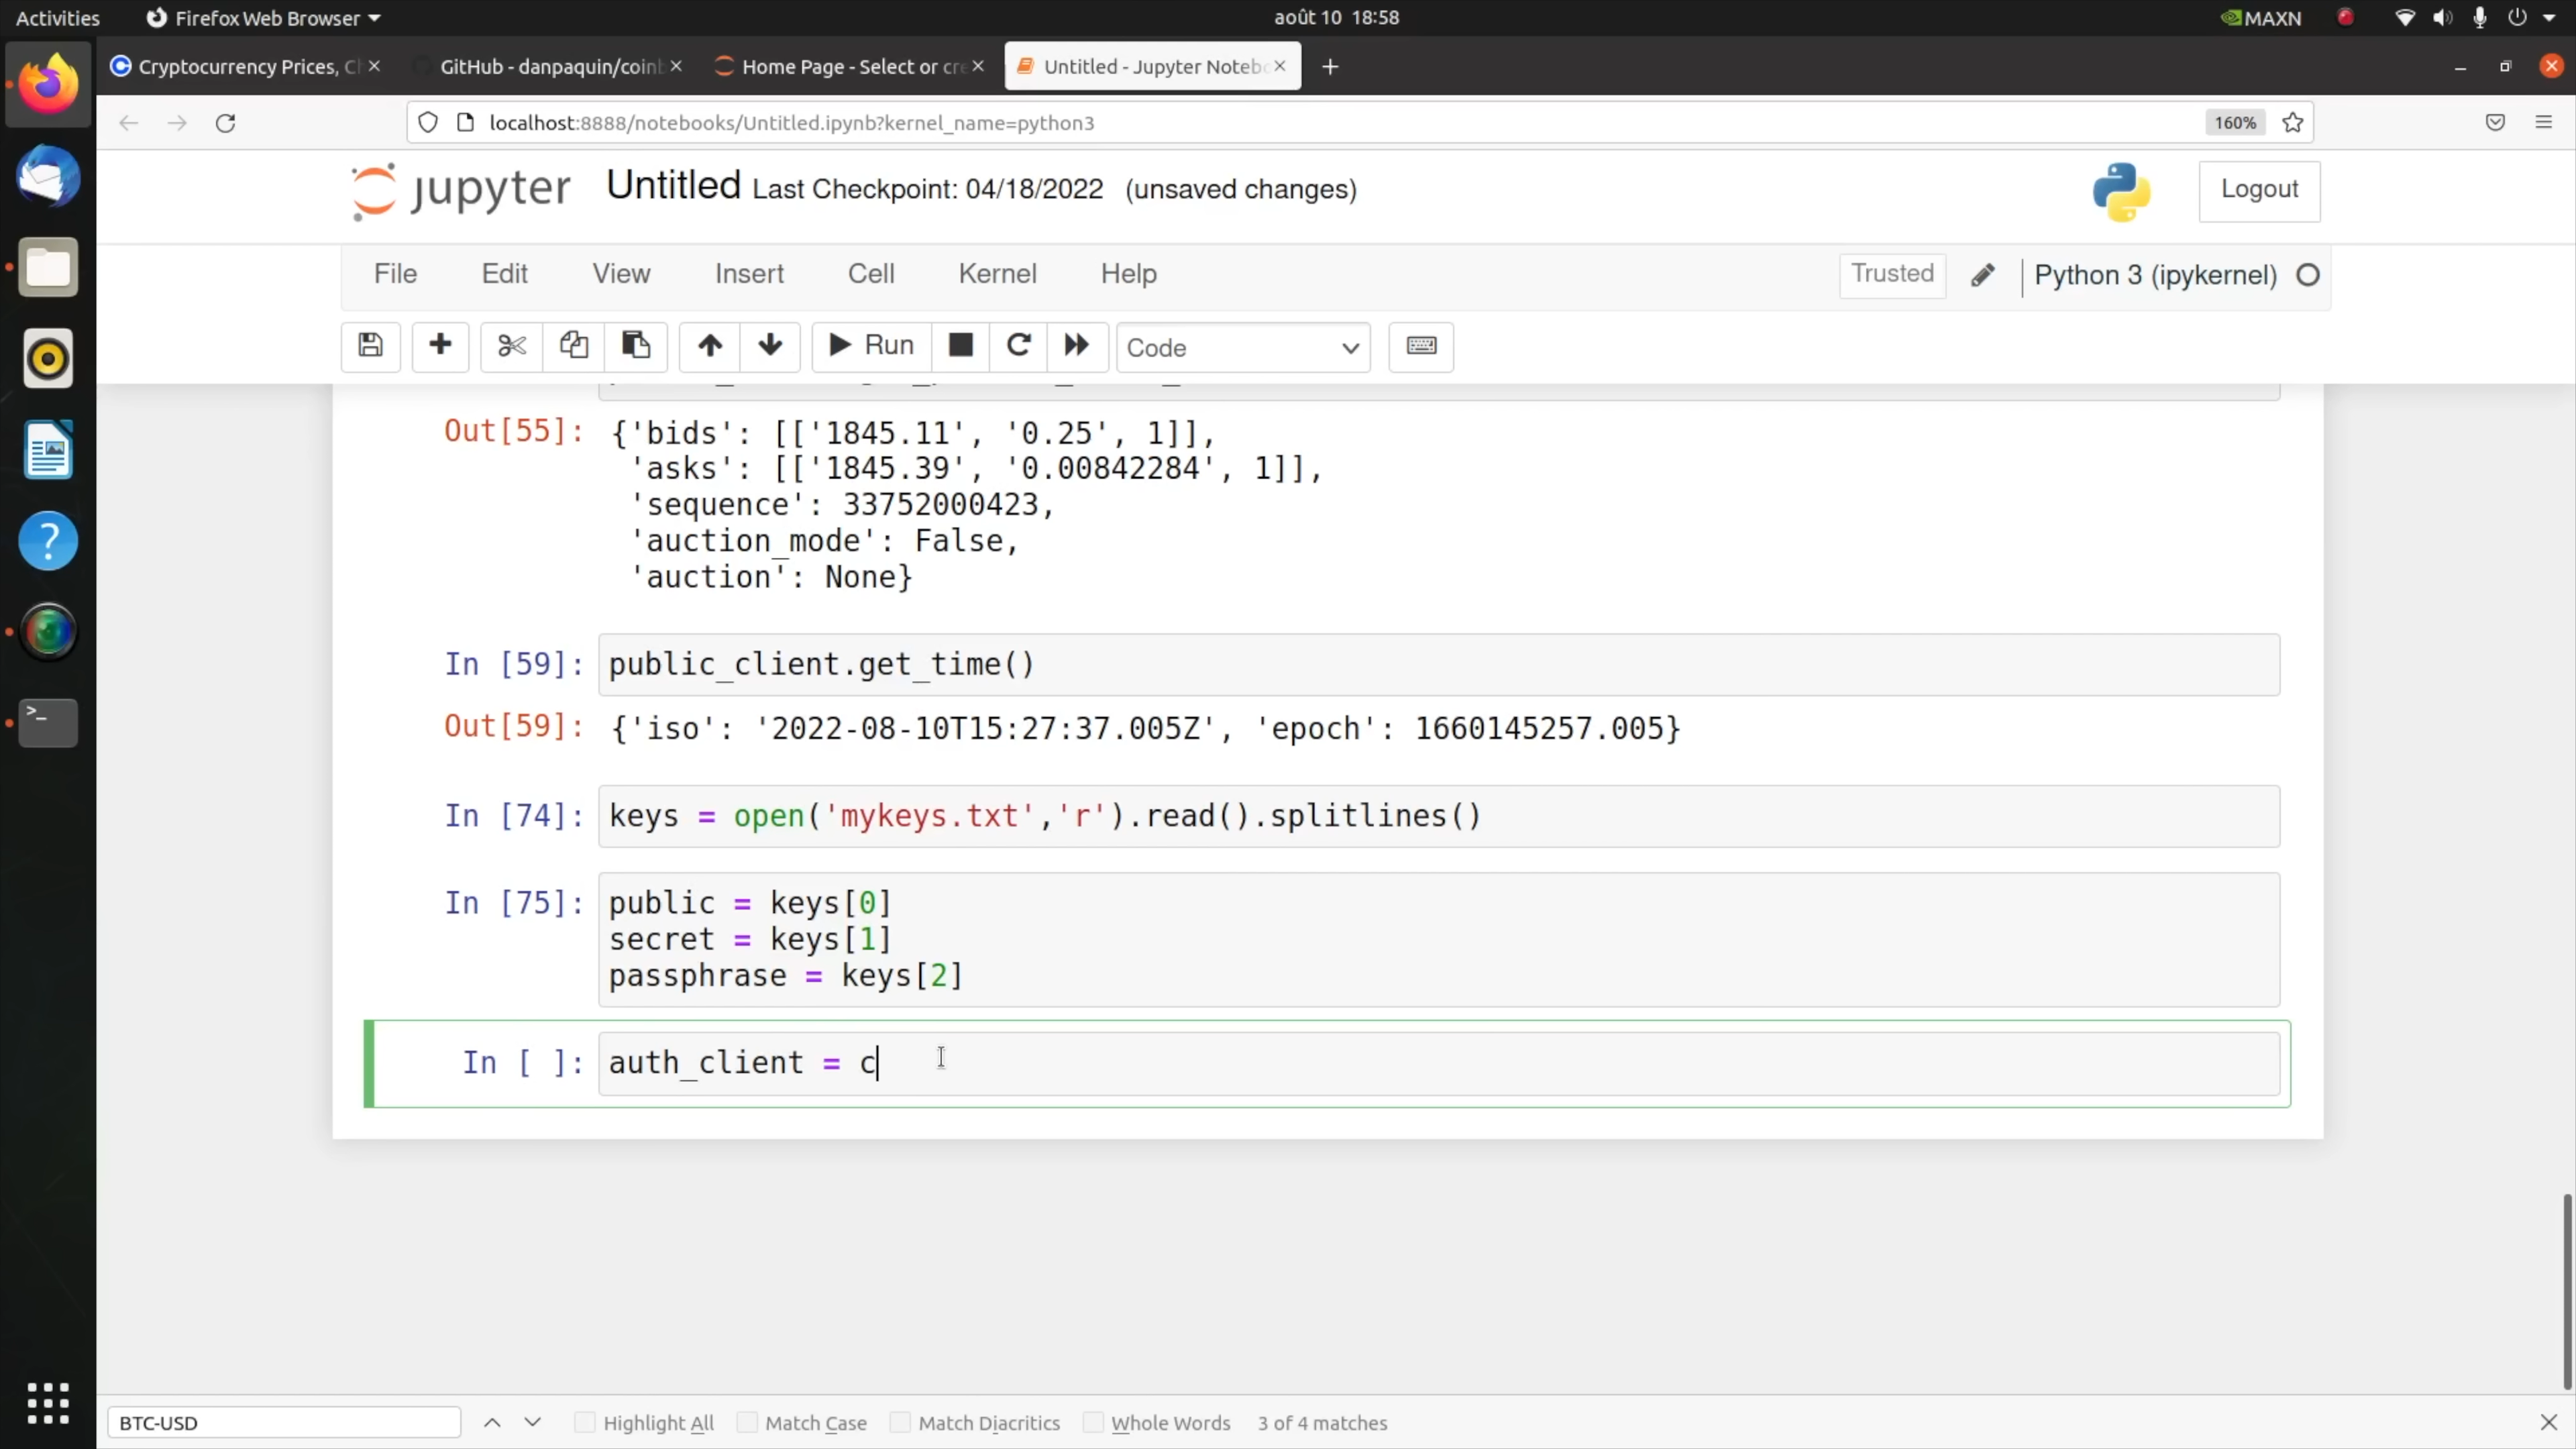 Activities Firefox Web Browser août 10 18:58 MAXN
Cryptocurrency Prices, Ch GitHub - danpaquin/coinb Home Page - Select or cre Untitled - Jupyter Notebo
localhost:8888/notebooks/Untitled.ipynb?kernel_name=python3 160%
jupyter Untitled Last Checkpoint: 04/18/2022 (unsaved changes) Logout
File Edit View Insert Cell Kernel Help Trusted Python 3 (ipykernel)
Run Code
Out[55]: {'bids': [['1845.11', '0.25', 1]],
'asks': [['1845.39', '0.00842284', 1]],
'sequence': 33752000423,
'auction_mode': False,
'auction': None}
In [59]: public_client.get_time()
Out[59]: {'iso': '2022-08-10T15:27:37.005Z', 'epoch': 1660145257.005}
In [74]: keys = open('mykeys.txt','r').read().splitlines()
In [75]: public = keys[0]
secret = keys[1]
passphrase = keys[2]
In [ ]: auth_client = c
BTC-USD Highlight All Match Case Match Diacritics Whole Words 3 of 4 matches